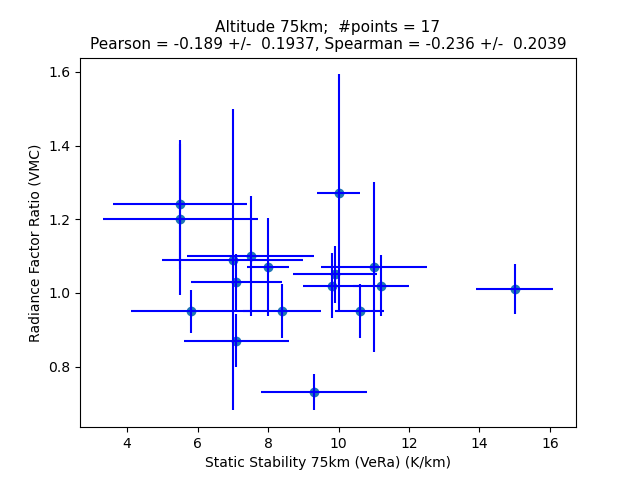 Altitude 75km;  #points = 17
Pearson = -0.189 +/-  0.1937, Spearman = -0.236 +/-  0.2039
1.6
1.4
1.2
1.0
0.8
Radiance Factor Ratio (VMC)
4 6 8 10 12 14 16
Static Stability 75km (VeRa) (K/km)